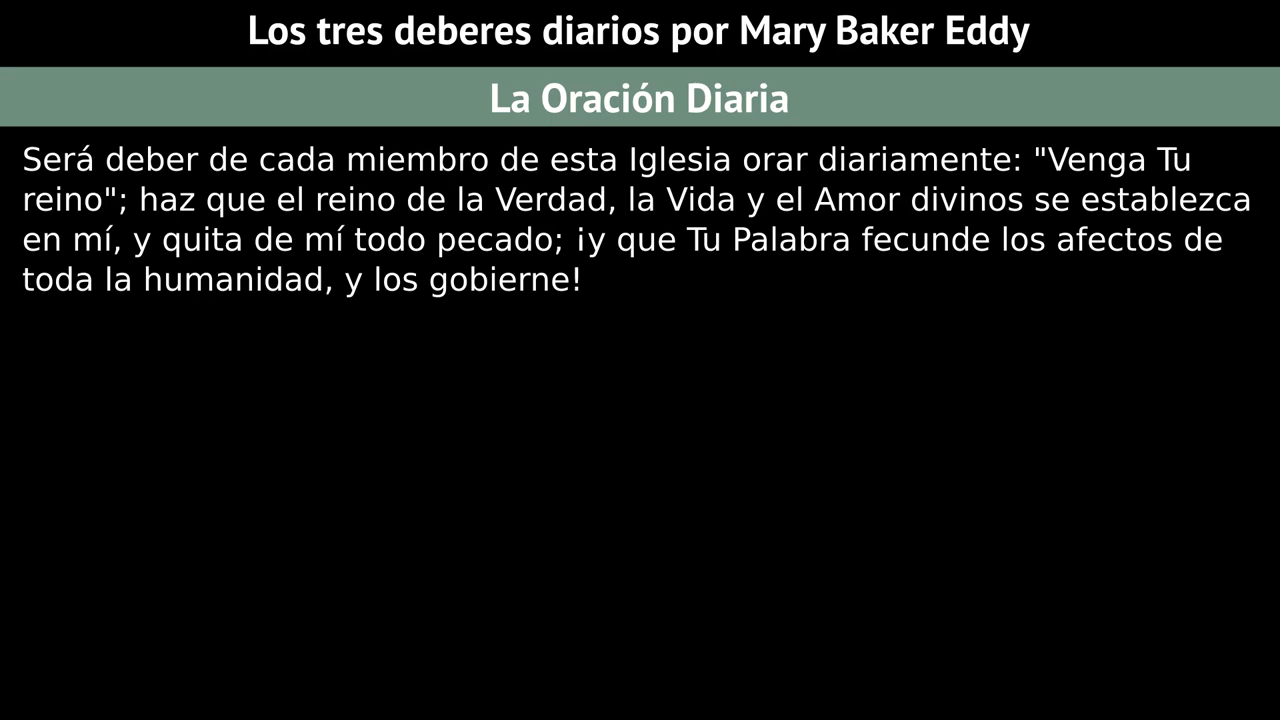 Los tres deberes diarios por Mary Baker Eddy
La Oración Diaria
Será deber de cada miembro de esta Iglesia orar diariamente: "Venga Tu
reino"; haz que el reino de la Verdad, la Vida y el Amor divinos se establezca
en mí, y quita de mí todo pecado; ¡y que Tu Palabra fecunde los afectos de
toda la humanidad, y los gobierne!